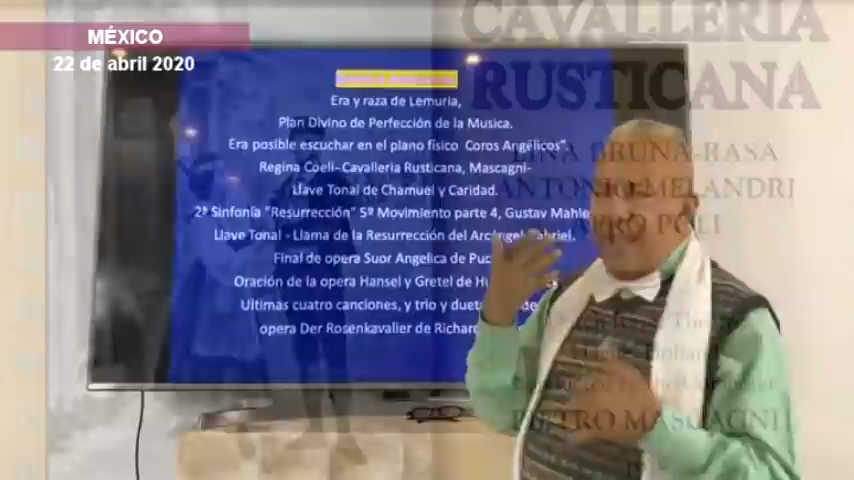 MÉXICO
22 de abril 2020
Era y raza de Lemuria,
Plan Divino de Perfección de la Musica.
Era posible escuchar en el plano físico Coros Angélicos".
Regina Coeli-Cavalleria Rusticana, Mascagni-
Llave Tonal de Chamuel y Caridad.
2ª Sinfonía "Resurrección" 5º Movimiento parte 4, Gustav Mahle
Llave Tonal - Llama de la Resurrección del Arcángel Gabriel.
Final de opera Suor Angelica de Puc
Oración de la opera Hansel y Gretel de Hu
Ultimas cuatro canciones, y trio y duet
opera Der Rosenkavalier de Richar
CAVALLERIA
RUSTICANA
LINA BRUNA-RASA
ANTONIO MELANDRI
AFRO POLI
PIETRO MASCAGNI